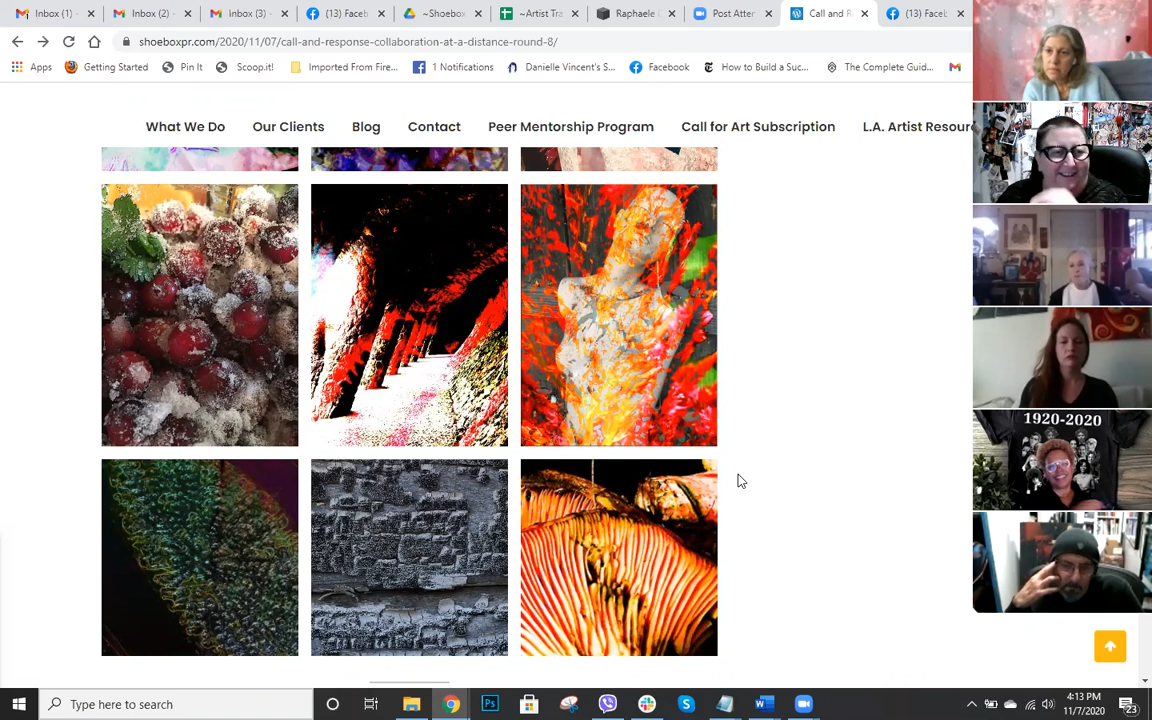 Inbox (1) -
Inbox (2) -
Inbox (3) -
(13) Faceb
~Shoebox
~Artist Tra
Raphaele
Post Atten
Call and R
(13) Faceb
shoeboxpr.com/2020/11/07/call-and-response-collaboration-at-a-distance-round-8/
Apps
Getting Started
Pin It
Scoop.it!
Imported From Fire...
1 Notifications
Danielle Vincent's S...
Facebook
How to Build a Suc...
The Complete Guid...
What We Do
Our Clients
Blog
Contact
Peer Mentorship Program
Call for Art Subscription
L.A. Artist Resour
1920-2020
Type here to search
4:13 PM
11/7/2020
23